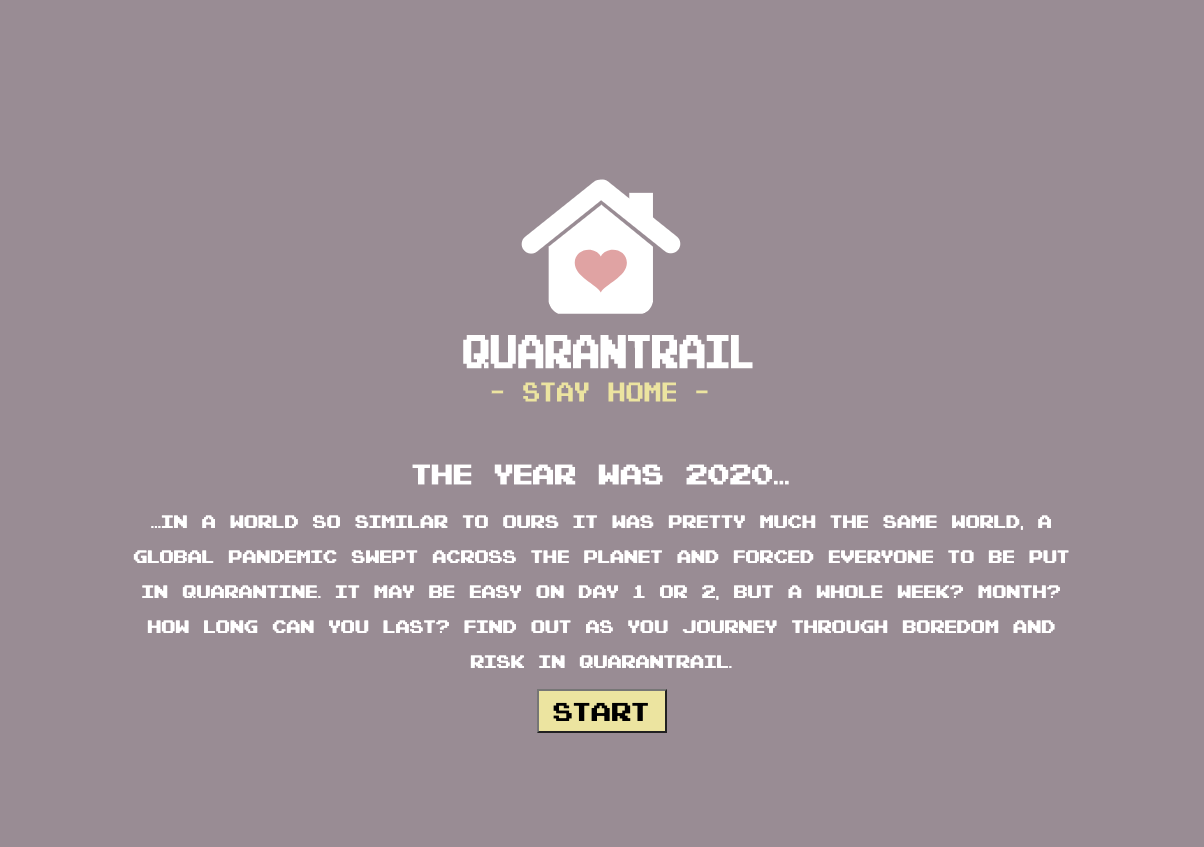 QUARANTRAIL
- STAY HOME -
THE YEAR WAS 2020...
...IN A WORLD SO SIMILAR TO OURS IT WAS PRETTY MUCH THE SAME WORLD, A
GLOBAL PANDEMIC SWEPT ACROSS THE PLANET AND FORCED EVERYONE TO BE PUT
IN QUARANTINE. IT MAY BE EASY ON DAY 1 OR 2, BUT A WHOLE WEEK? MONTH?
HOW LONG CAN YOU LAST? FIND OUT AS YOU JOURNEY THROUGH BOREDOM AND
RISK IN QUARANTRAIL.
START